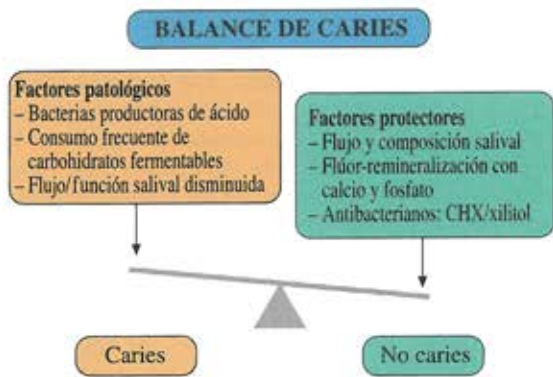 BALANCE DE CARIES
Factores patológicos
– Bacterias productoras de ácido
– Consumo frecuente de
carbohidratos fermentables
– Flujo/función salival disminuida
Factores protectores
– Flujo y composición salival
– Flúor-remineralización con
calcio y fosfato
– Antibacterianos: CHX/xilitol
Caries
No caries